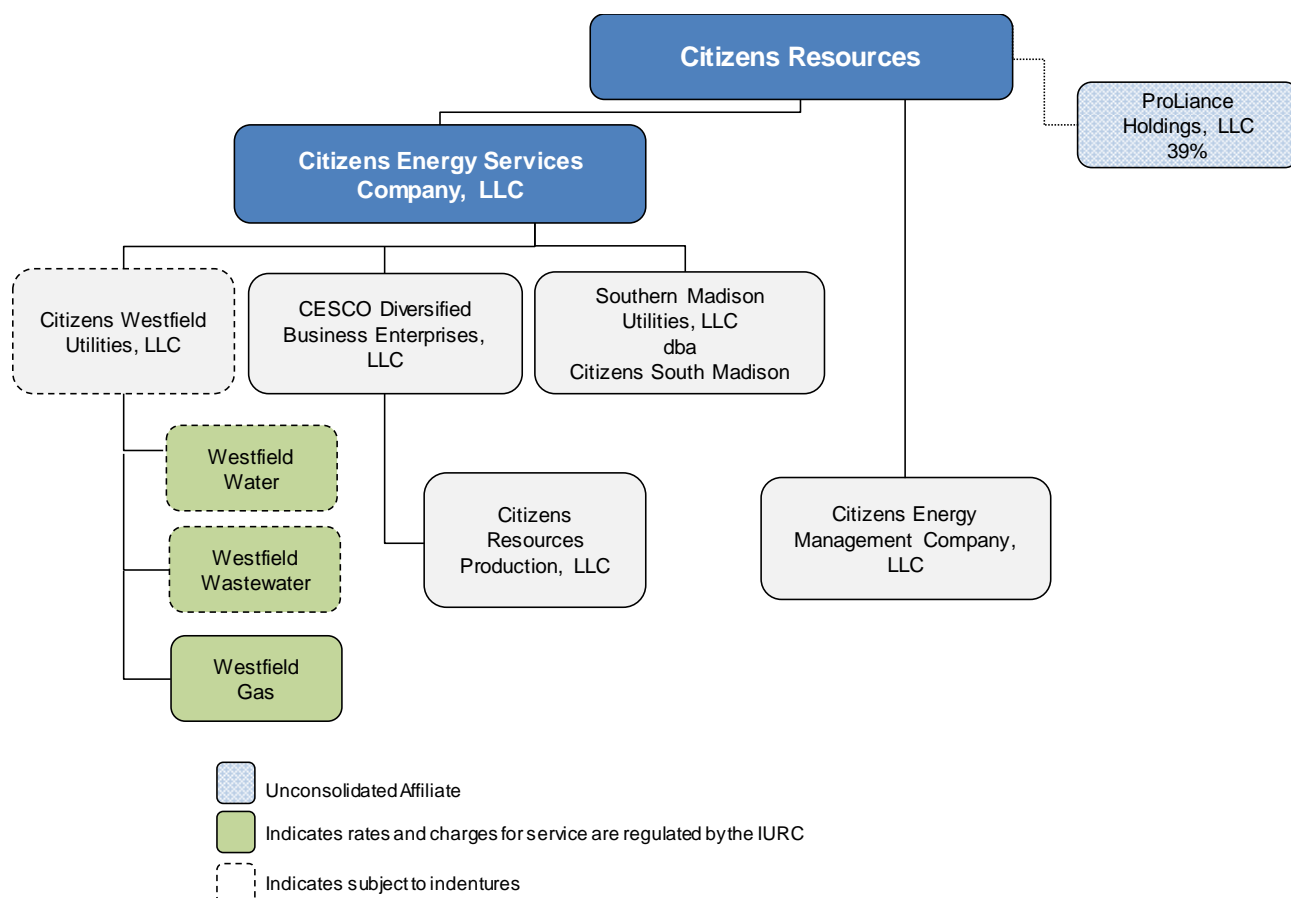 Citizens Resources
ProLiance
Holdings, LLC
39%
Citizens Energy Services
Company, LLC
Citizens Westfield
Utilities, LLC
CESCO Diversified
Business Enterprises,
LLC
Southern Madison
Utilities, LLC
dba
Citizens South Madison
Westfield
Water
Westfield
Wastewater
Westfield
Gas
Citizens
Resources
Production, LLC
Citizens Energy
Management Company,
LLC
Unconsolidated Affiliate
Indicates rates and charges for service are regulated by the IURC
Indicates subject to indentures